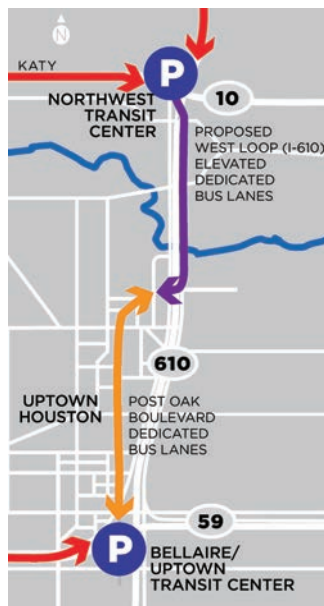 N
KATY
P
NORTHWEST
TRANSIT
CENTER
10
PROPOSED
WEST LOOP (I-610)
ELEVATED
DEDICATED
BUS LANES
610
UPTOWN
HOUSTON
POST OAK
BOULEVARD
DEDICATED
BUS LANES
59
P
BELLAIRE/
UPTOWN
TRANSIT CENTER